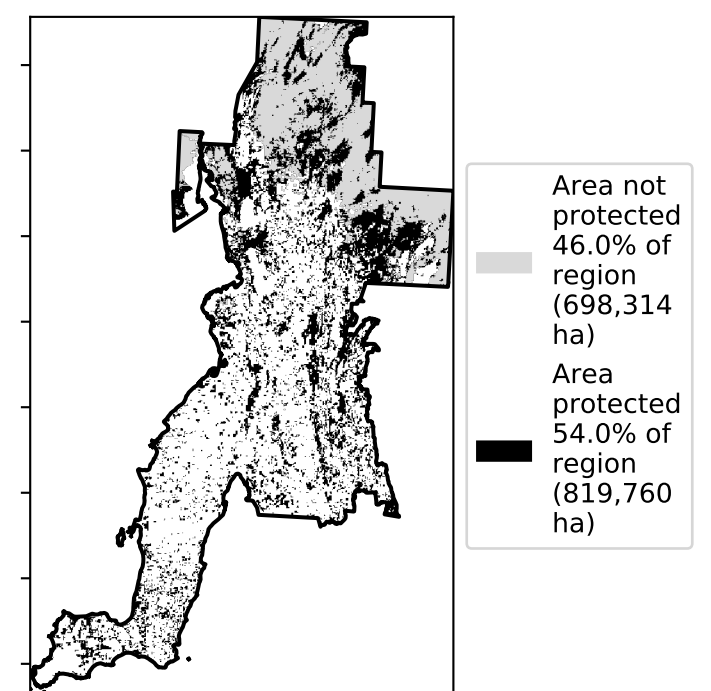 Area not
protected
46.0% of
region
(698,314
ha)
Area
protected
54.0% of
region
(819,760
ha)